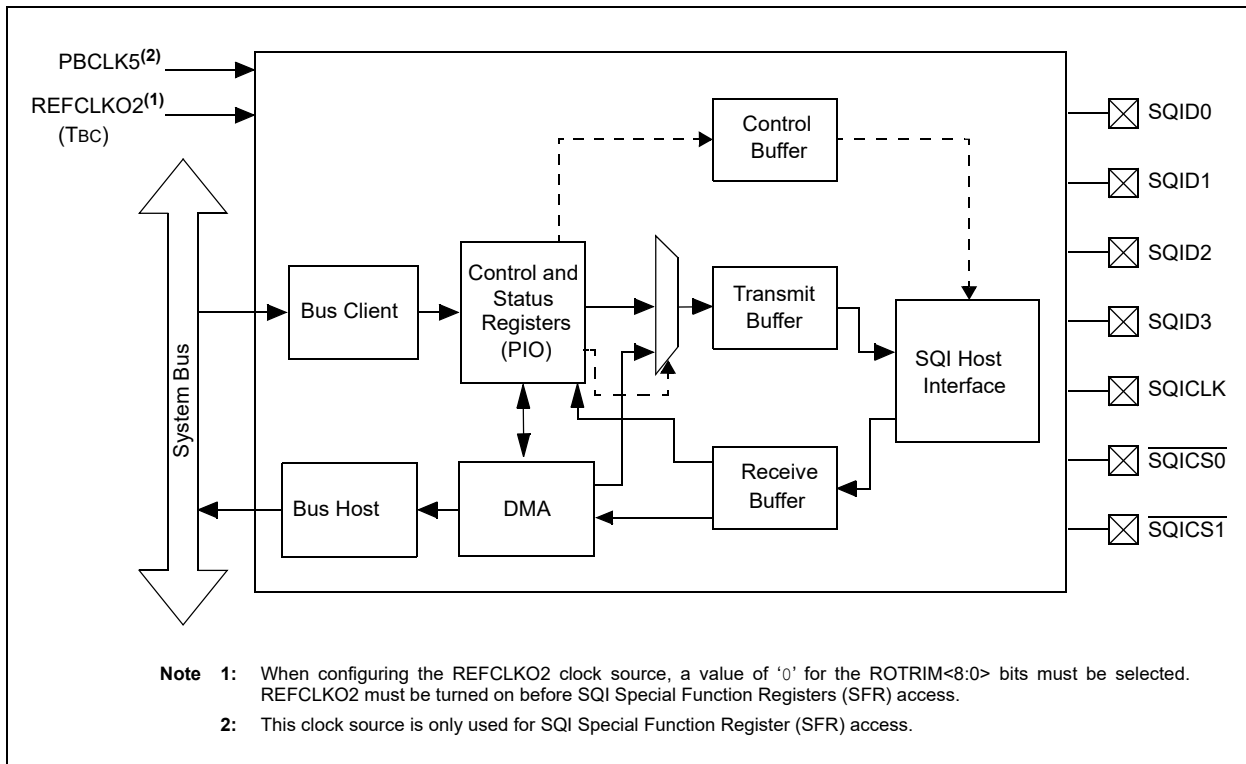 PBCLK5(2)
REFCLKO2(1)
(TBC)
System Bus
Bus Client
Control and
Status
Registers
(PIO)
Control
Buffer
Transmit
Buffer
SQI Host
Interface
Bus Host
DMA
Receive
Buffer
SQID0
SQID1
SQID2
SQID3
SQICLK
SQICS0
SQICS1
Note 1: When configuring the REFCLKO2 clock source, a value of ‘0’ for the ROTRIM<8:0> bits must be selected.
REFCLKO2 must be turned on before SQI Special Function Registers (SFR) access.
2: This clock source is only used for SQI Special Function Register (SFR) access.